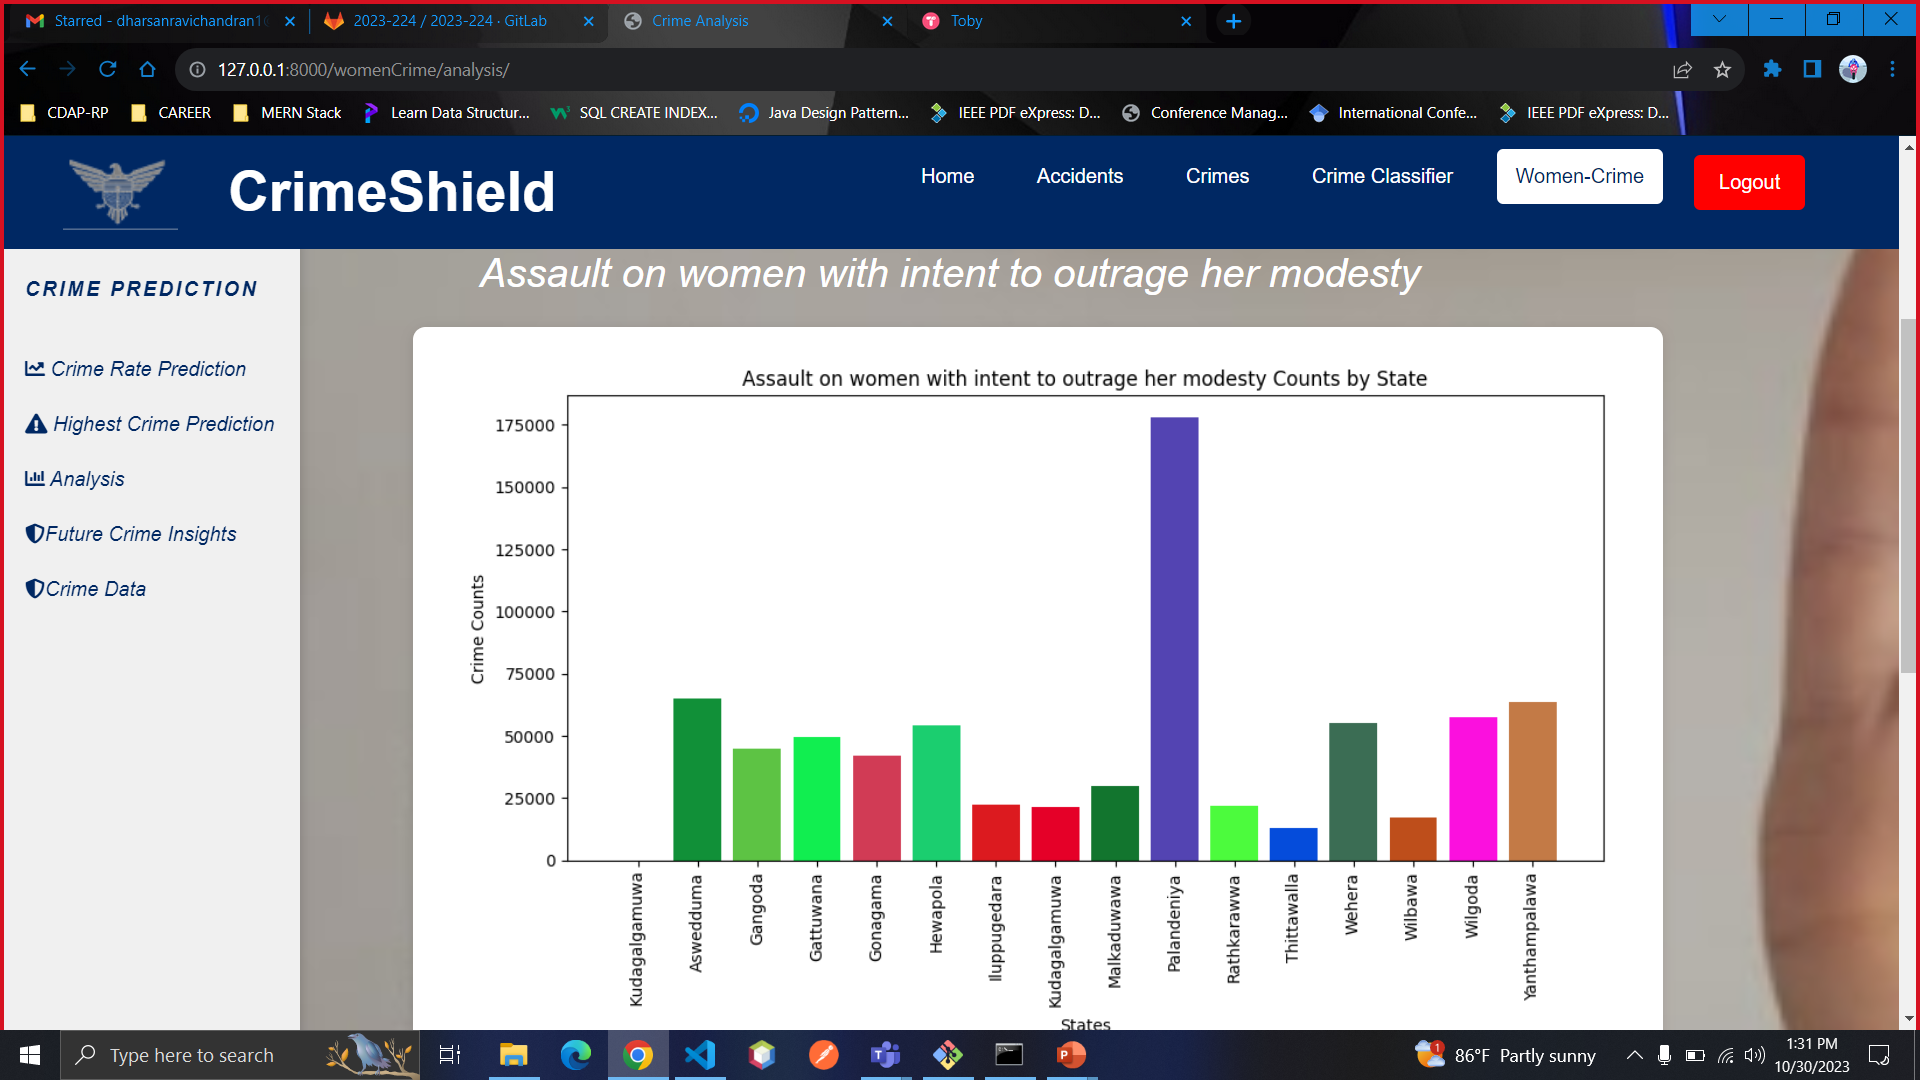 Starred - dharsanravichandran1
2023-224 / 2023-224 · GitLab
Crime Analysis
Toby
127.0.0.1:8000/womenCrime/analysis/
CDAP-RP
CAREER
MERN Stack
Learn Data Structur...
SQL CREATE INDEX...
Java Design Pattern...
IEEE PDF eXpress: D...
Conference Manag...
International Confe...
IEEE PDF eXpress: D...
CrimeShield
Home
Accidents
Crimes
Crime Classifier
Women-Crime
Logout
CRIME PREDICTION
Crime Rate Prediction
Highest Crime Prediction
Analysis
Future Crime Insights
Crime Data
Assault on women with intent to outrage her modesty
Assault on women with intent to outrage her modesty Counts by State
Crime Counts
175000
150000
125000
100000
75000
50000
25000
0
Kudagalgamuwa
Aswedduma
Gangoda
Gattuwana
Gonagama
Hewapola
Iluppugedara
Kudagalgamuwa
Malkaduwawa
Palandeniya
Rathkarawwa
Thittawalla
Wehera
Wilbawa
Wilgoda
Yanthampalawa
States
Type here to search
1
86°F Partly sunny
1:31 PM
10/30/2023